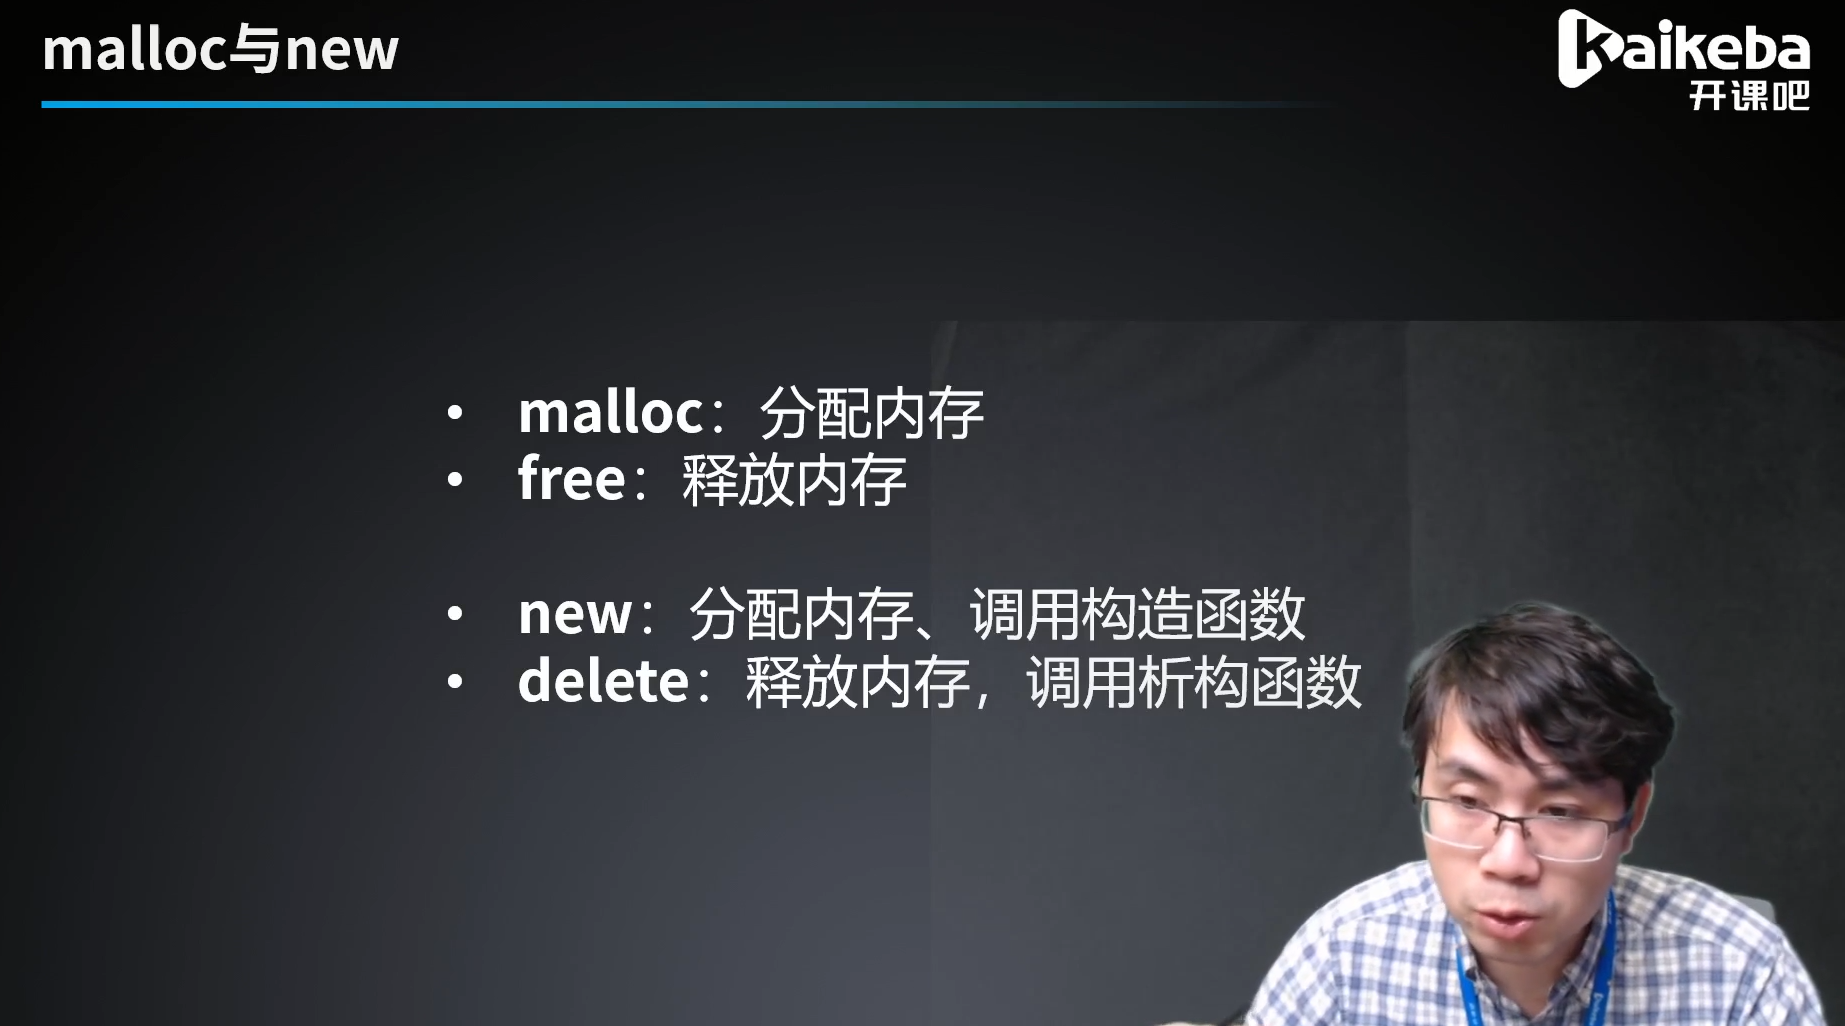 malloc与new
Kaikeba
开课吧
• malloc：分配内存
• free：释放内存
• new：分配内存、调用构造函数
• delete：释放内存，调用析构函数